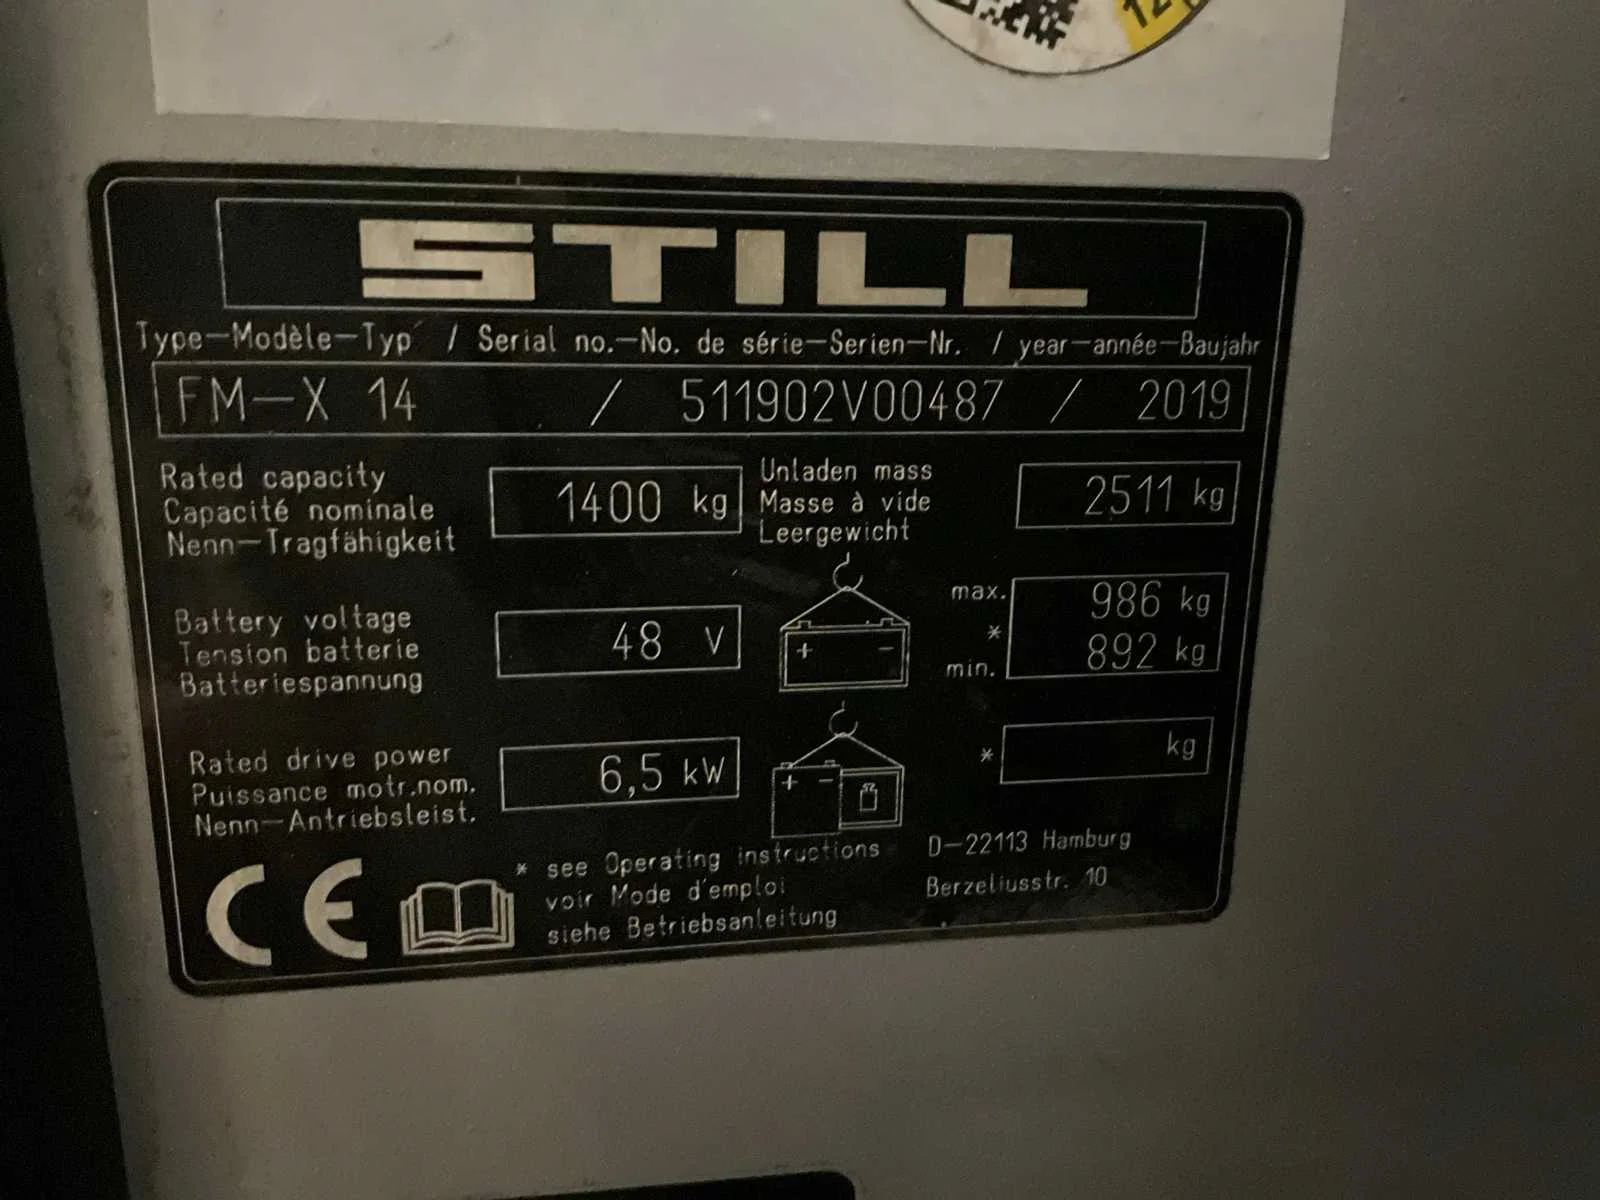 12
STILL
Type-Modèle-Typ / Serial no.-No. de série-Serien-Nr. / year-année-Baujahr
FM-X 14 / 511902V00487 / 2019
Rated capacity
Capacité nominale
Nenn-Tragfähigkeit
1400 kg
Unladen mass
Masse à vide
Leergewicht
2511 kg
Battery voltage
Tension batterie
Batteriespannung
48 V
+ -
max. 986 kg
*
min. 892 kg
Rated drive power
Puissance motr.nom.
Nenn-Antriebsleist.
6,5 kW
+ -
* kg
CE
* see Operating instructions
voir Mode d'emploi
siehe Betriebsanleitung
D-22113 Hamburg
Berzeliusstr. 10